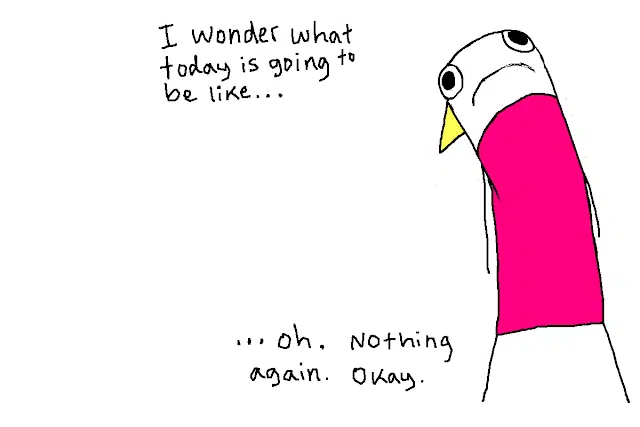 I wonder what
today is going to
be like...
... oh. Nothing
again. Okay.